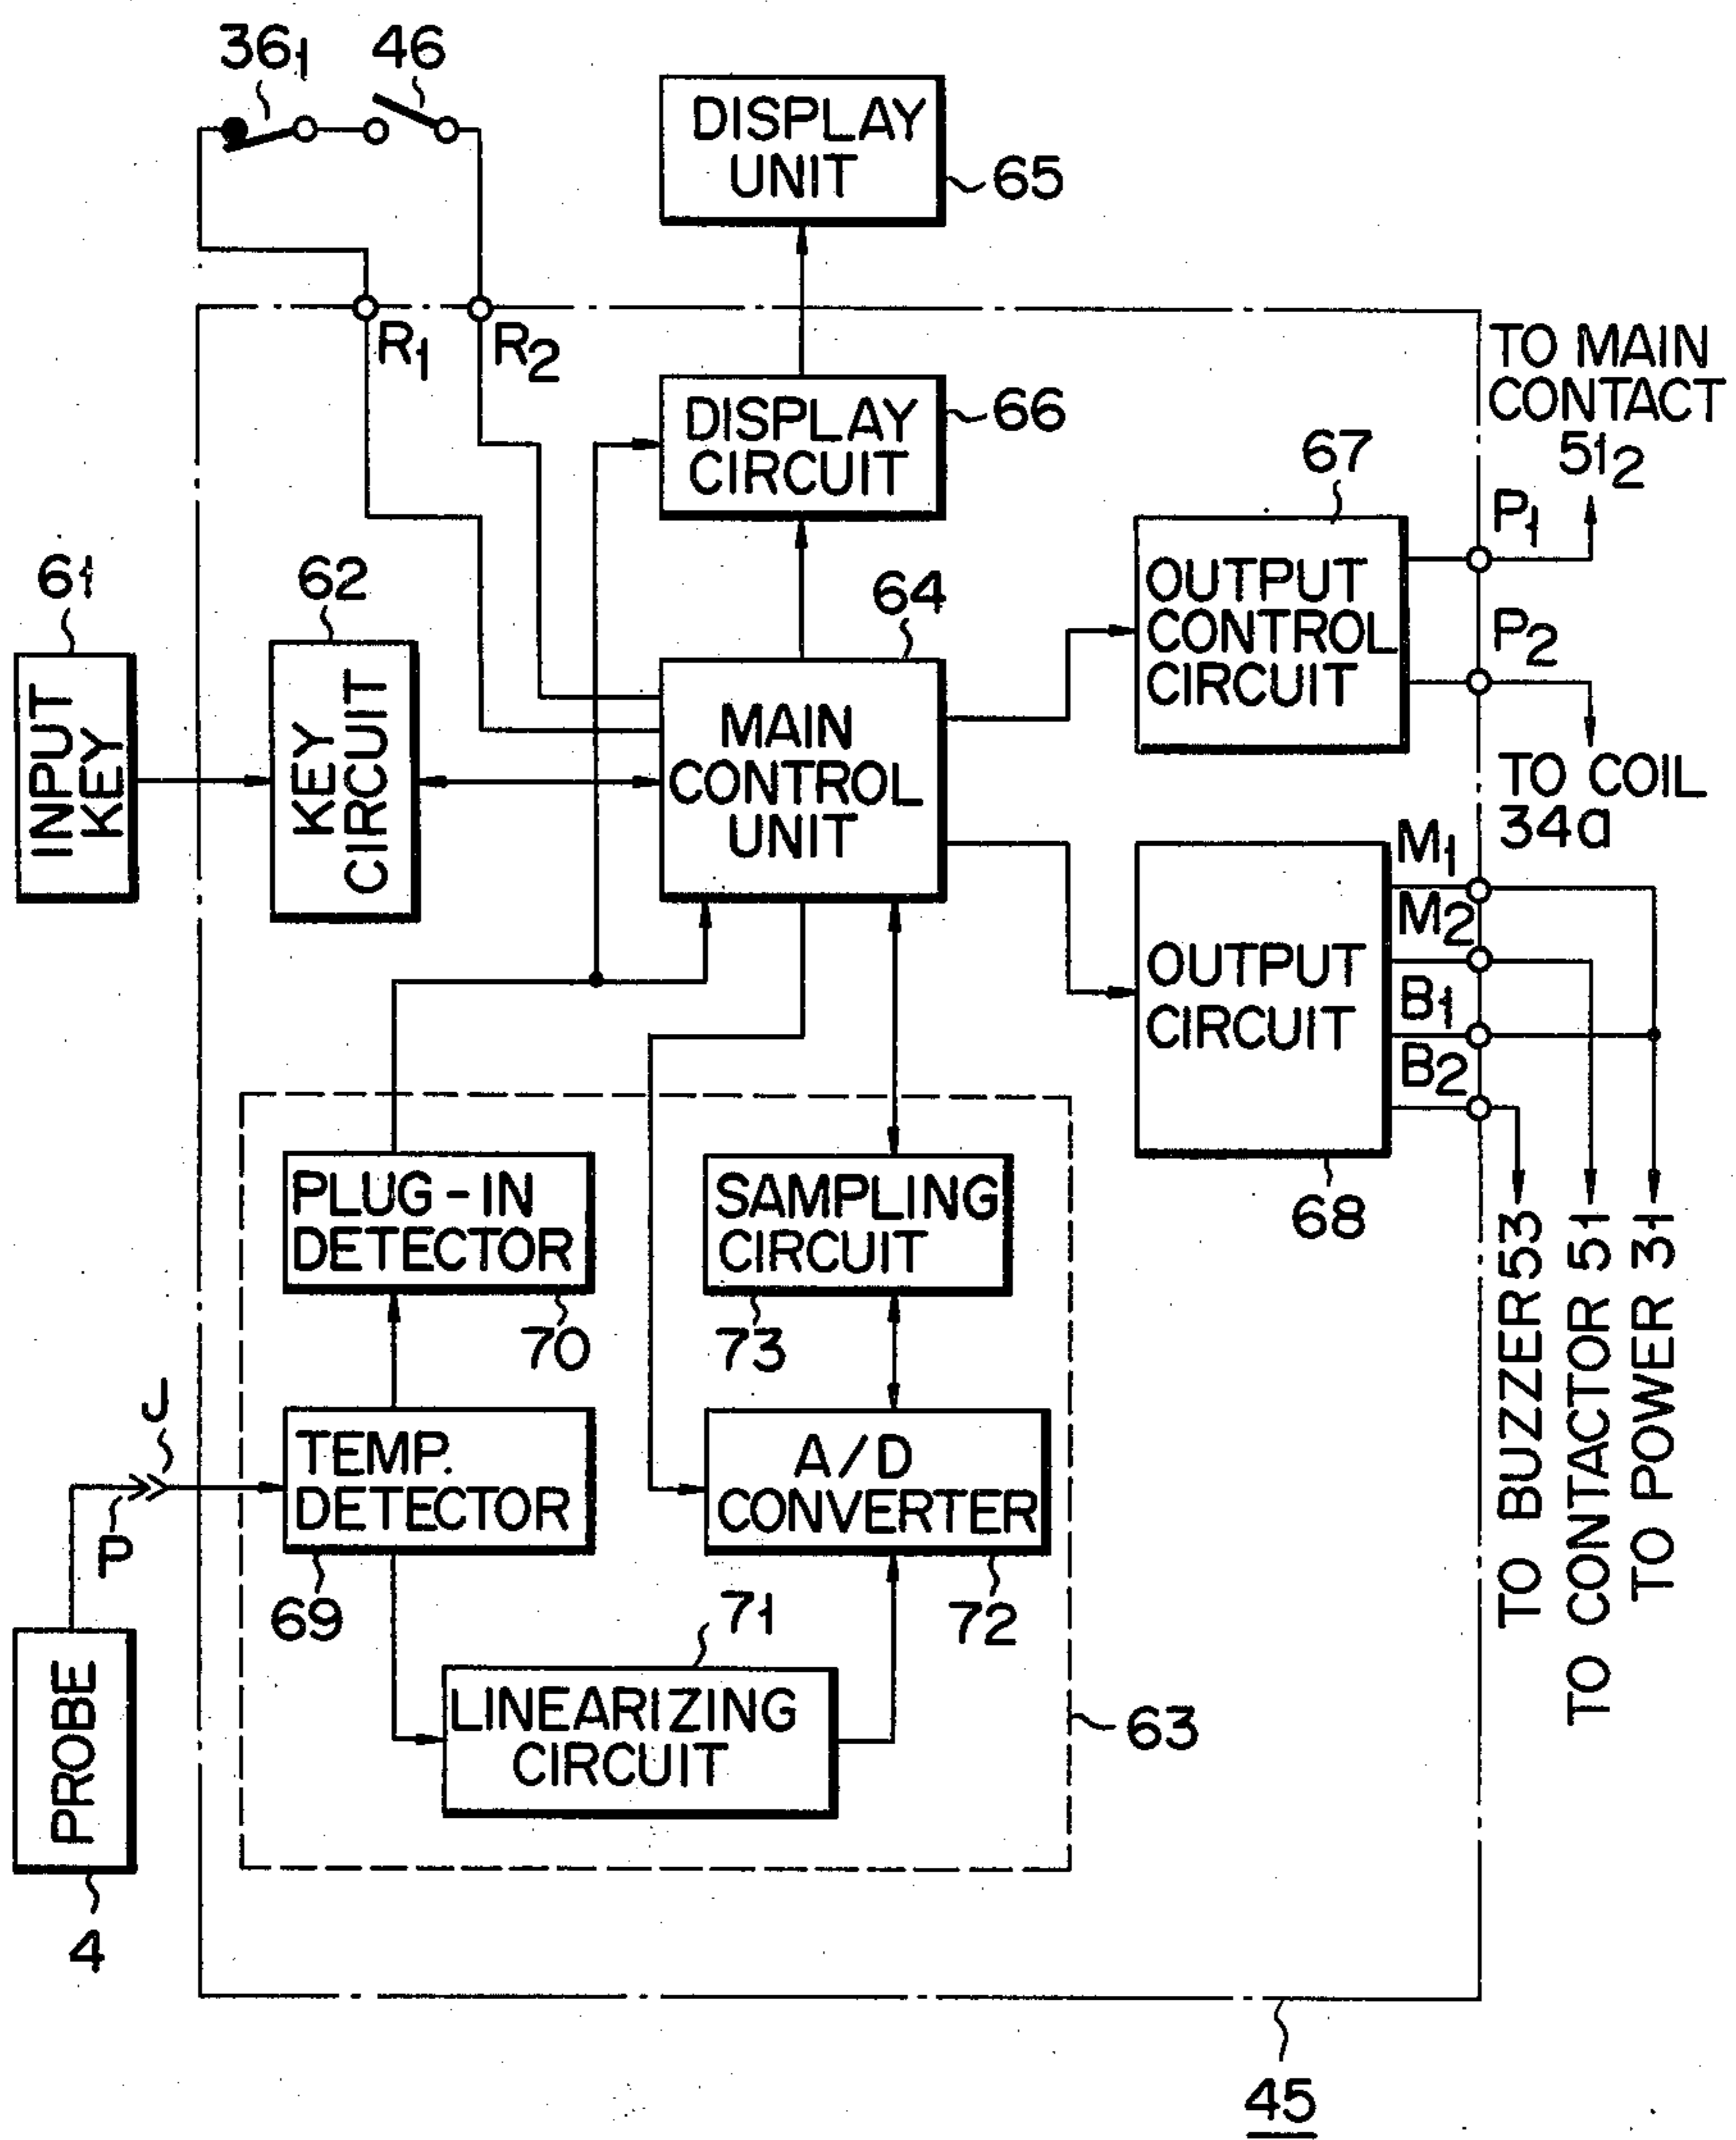 36₁ 46
DISPLAY
UNIT
65
R₁ R₂
TO MAIN
CONTACT
51₂
DISPLAY
CIRCUIT
66
67
P₁
61
62
64
OUTPUT
CONTROL
CIRCUIT
P₂
INPUT
KEY
KEY
CIRCUIT
MAIN
CONTROL
UNIT
TO COIL
34a
M₁
M₂
B₁
B₂
OUTPUT
CIRCUIT
68
PLUG-IN
DETECTOR
70
SAMPLING
CIRCUIT
73
TO BUZZER 53
TO CONTACTOR 51
TO POWER 31
J
P
TEMP.
DETECTOR
69
A/D
CONVERTER
72
71
LINEARIZING
CIRCUIT
63
PROBE
4
45